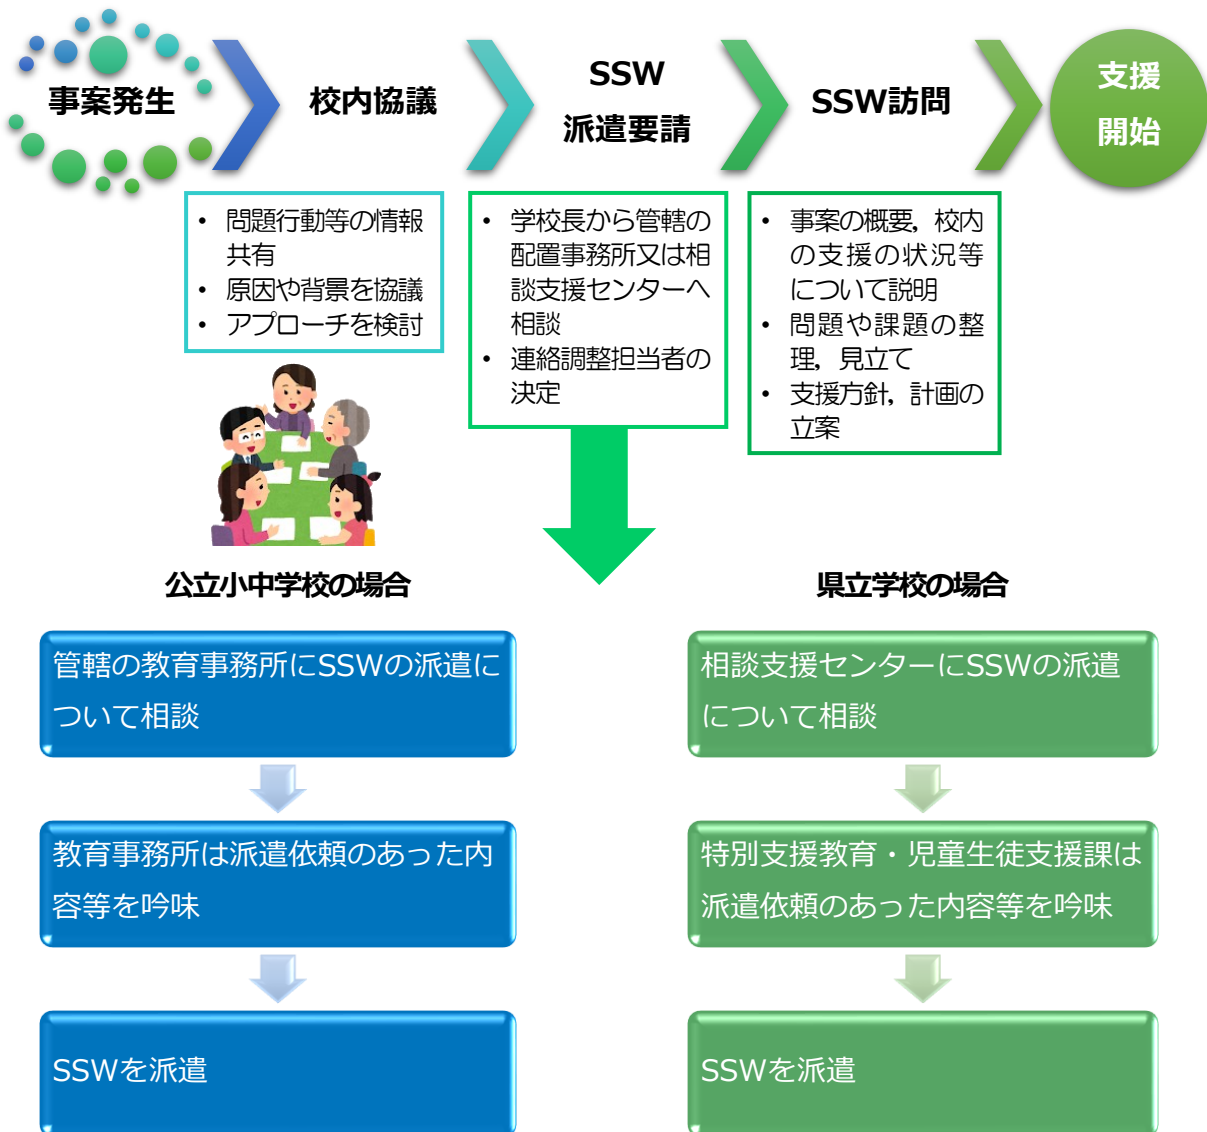 事案発生
校内協議
SSW
派遣要請
SSW訪問
支援
開始
• 問題行動等の情報
共有
• 原因や背景を協議
• アプローチを検討
• 学校長から管轄の
配置事務所又は相
談支援センターへ
相談
• 連絡調整担当者の
決定
• 事案の概要，校内
の支援の状況等
について説明
• 問題や課題の整
理，見立て
• 支援方針，計画の
立案
公立小中学校の場合
管轄の教育事務所にSSWの派遣に
ついて相談
教育事務所は派遣依頼のあった内
容等を吟味
SSWを派遣
県立学校の場合
相談支援センターにSSWの派遣
について相談
特別支援教育・児童生徒支援課は
派遣依頼のあった内容等を吟味
SSWを派遣